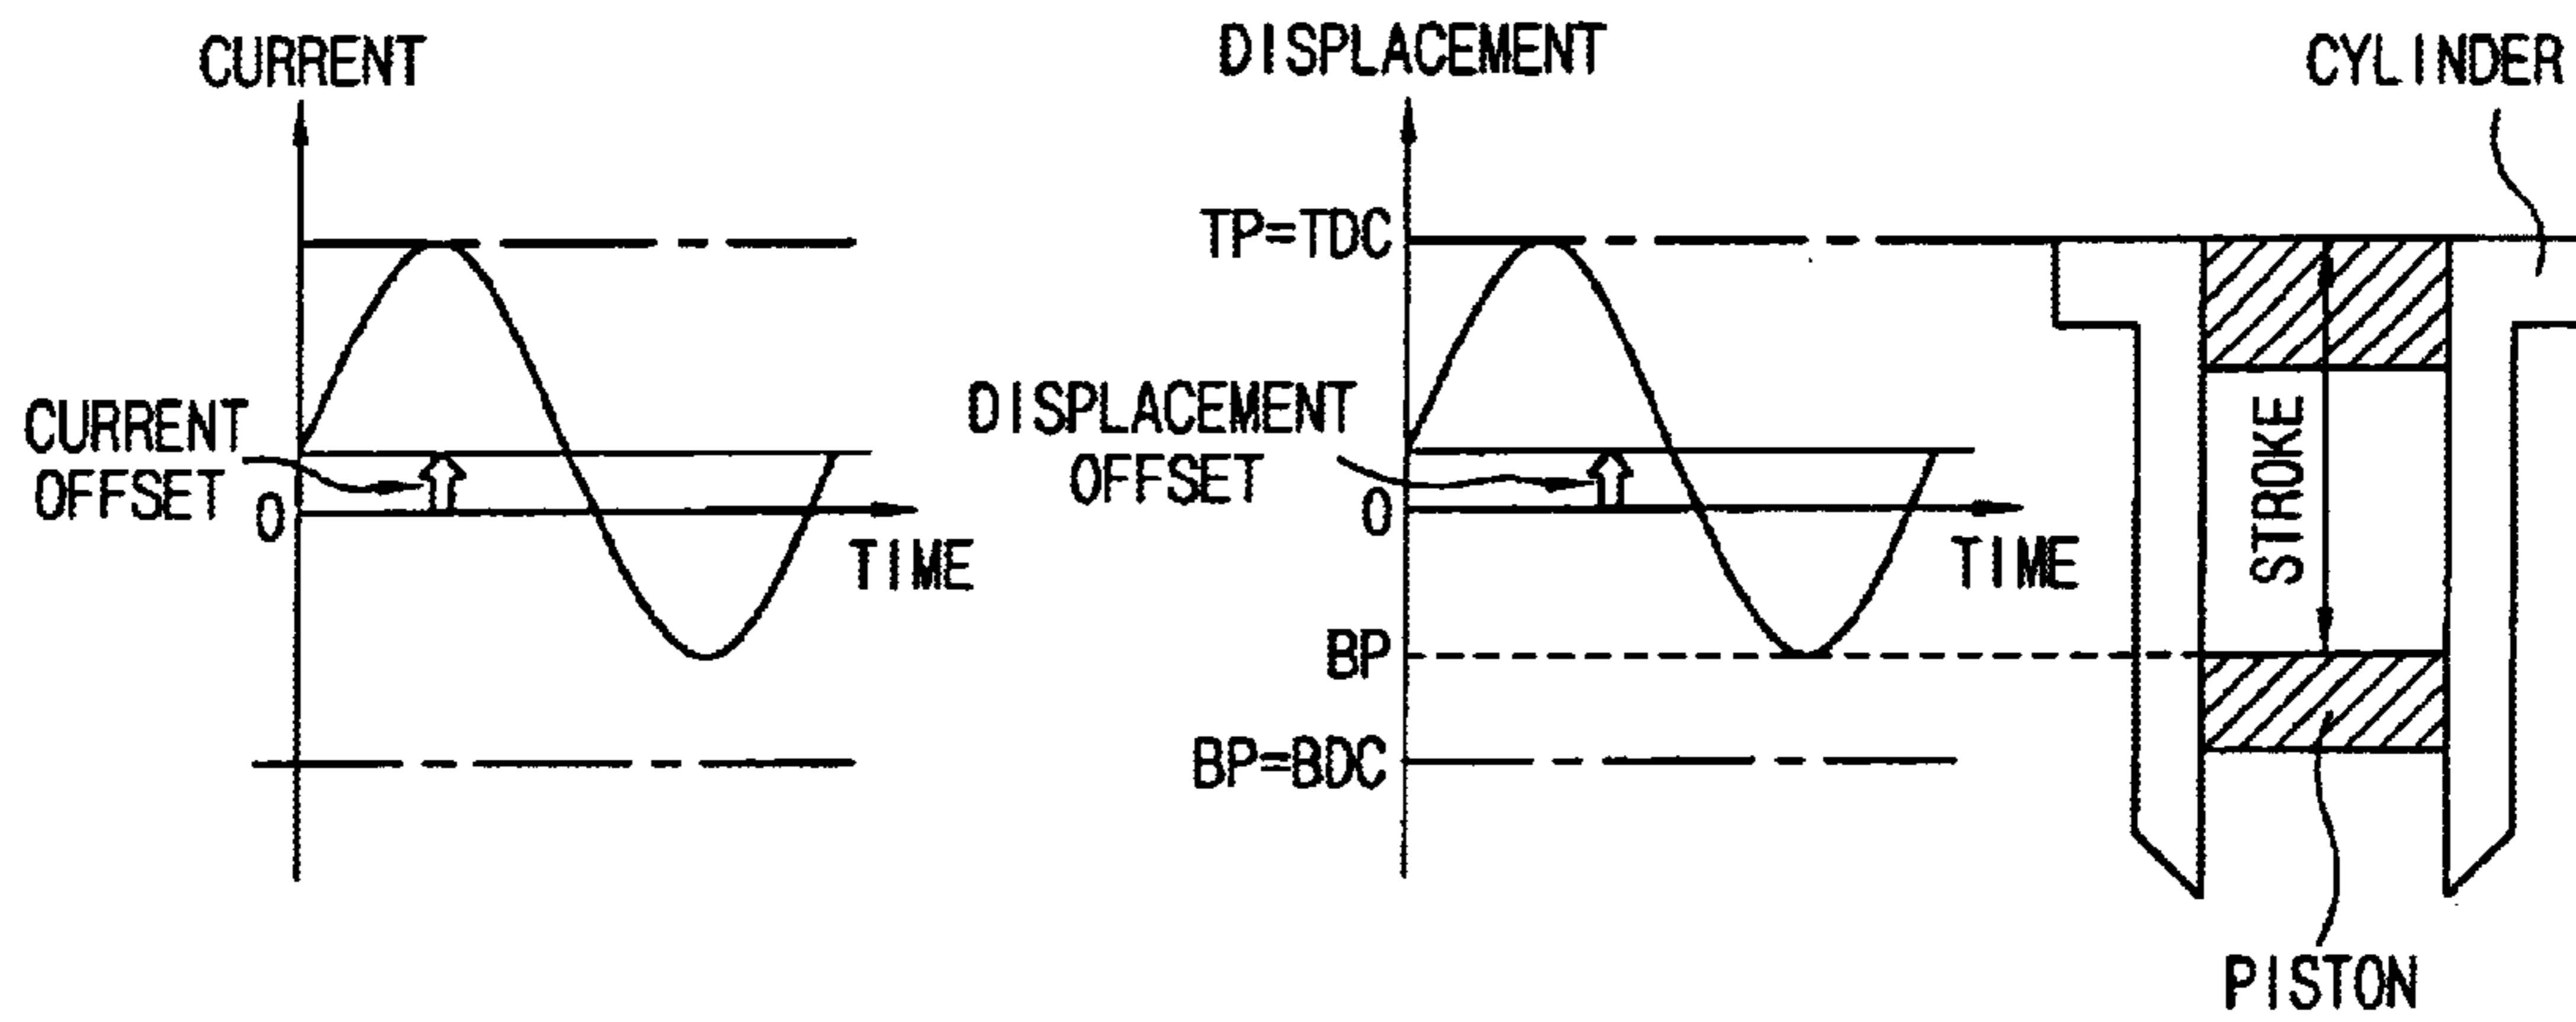 CURRENT
CURRENT
OFFSET
0
TIME
DISPLACEMENT
TP=TDC
DISPLACEMENT
OFFSET
0
TIME
BP
BP=BDC
CYLINDER
STROKE
PISTON